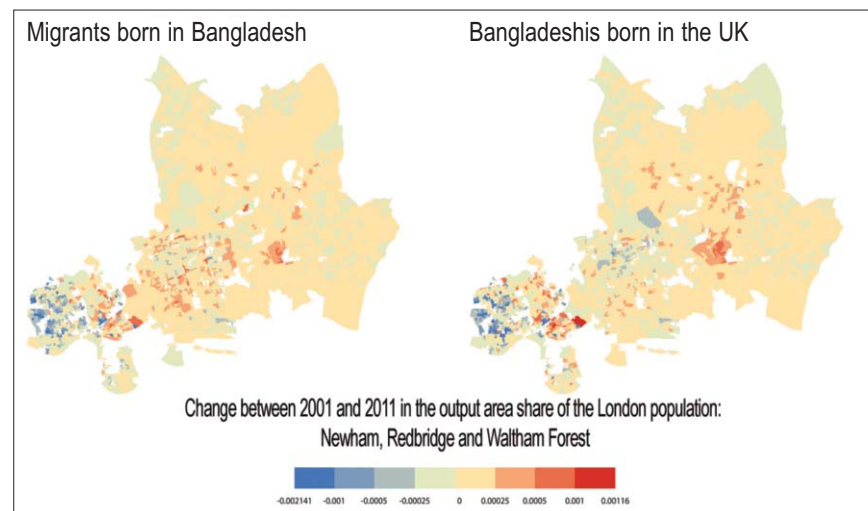 Migrants born in Bangladesh
Bangladeshis born in the UK
Change between 2001 and 2011 in the output area share of the London population:
Newham, Redbridge and Waltham Forest
-0.002141 -0.001 -0.0005 -0.00025 0 0.00025 0.0005 0.001 0.00116